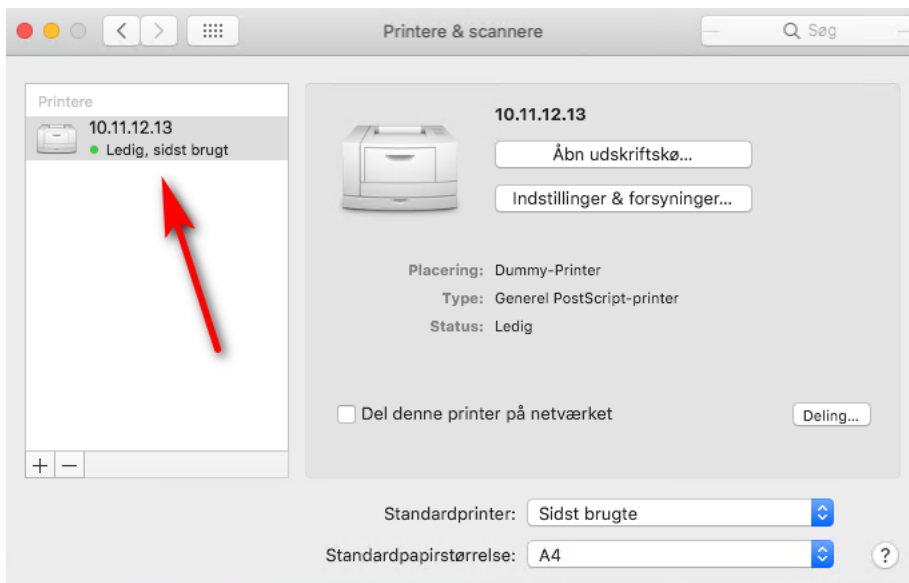 Printere & scannere
Søg
Printere
10.11.12.13
Ledig, sidst brugt
10.11.12.13
Åbn udskriftskø...
Indstillinger & forsyninger...
Placering: Dummy-Printer
Type: Generel PostScript-printer
Status: Ledig
Del denne printer på netværket
Deling...
+ −
Standardprinter: Sidst brugte
Standardpapirstørrelse: A4
?